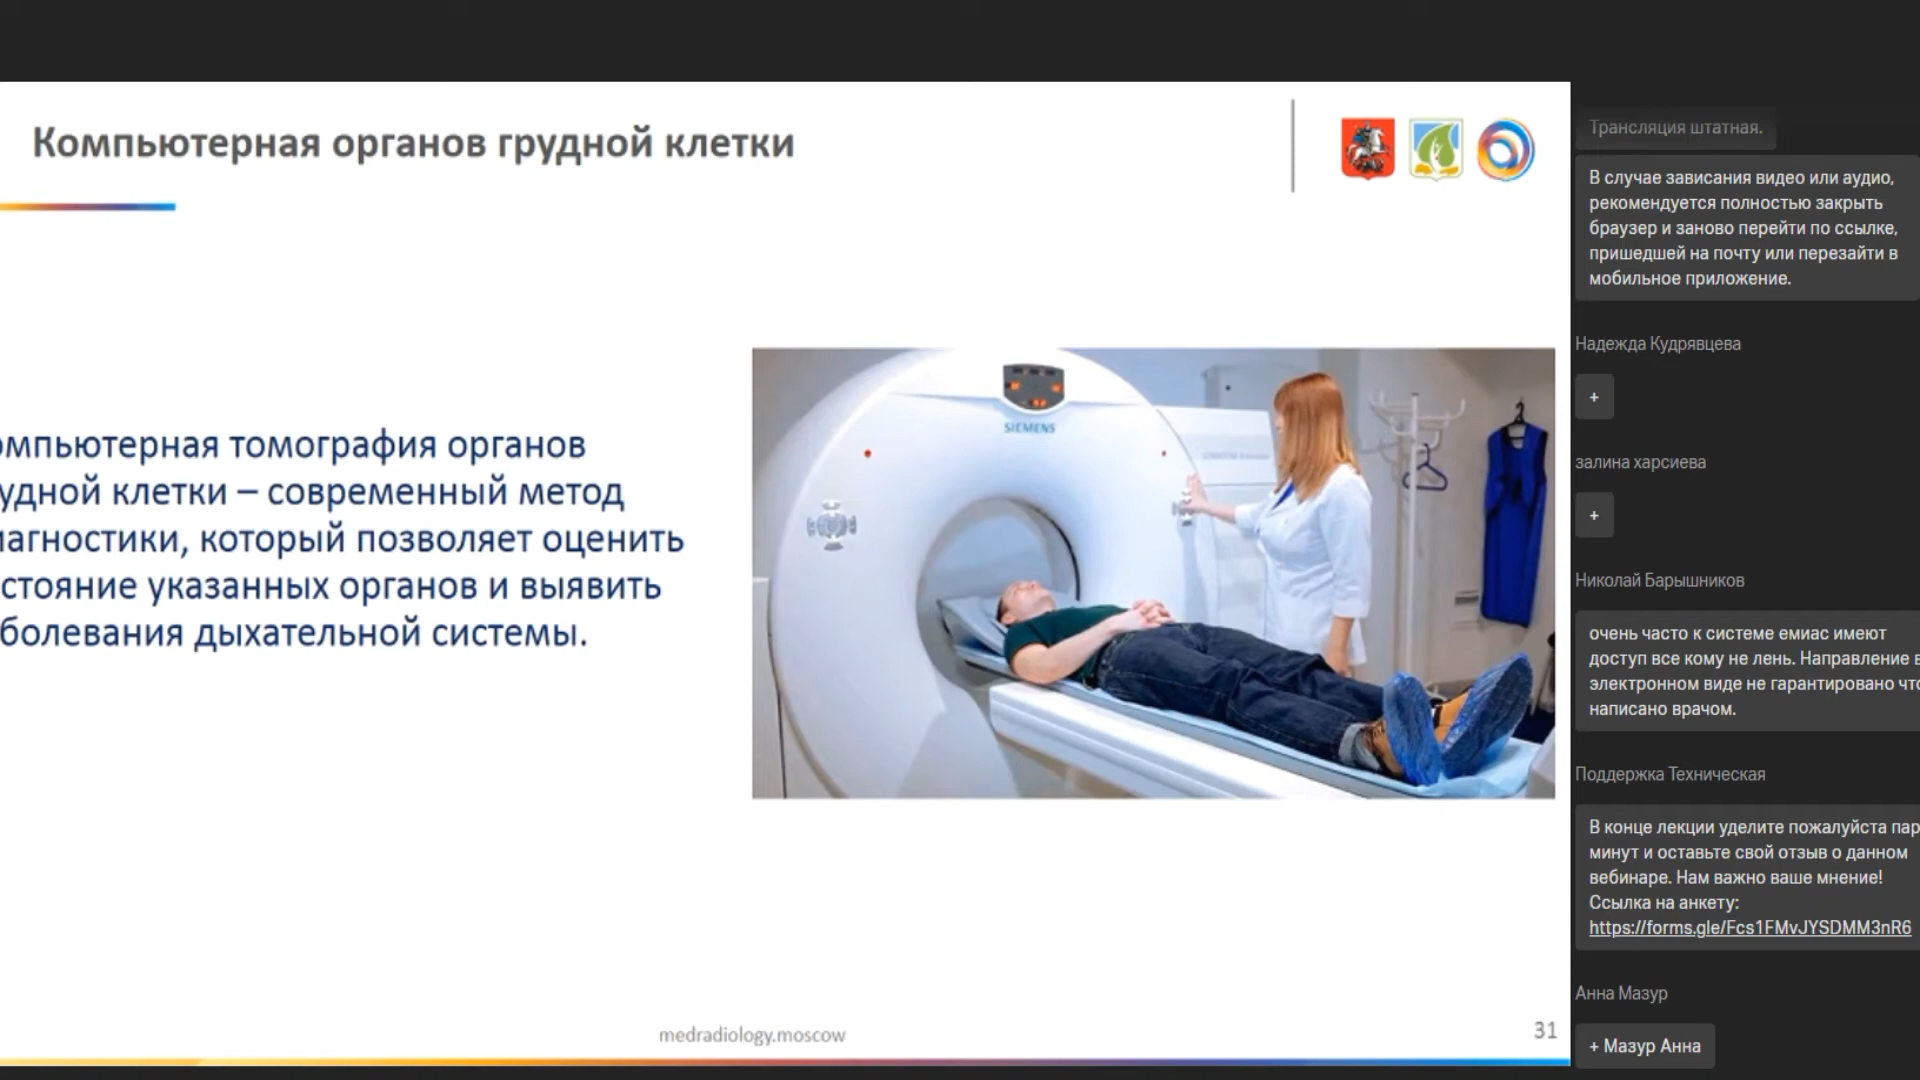 Компьютерная органов грудной клетки
омпьютерная томография органов
удной клетки – современный метод
иагностики, который позволяет оценить
стояние указанных органов и выявить
болевания дыхательной системы.
SIEMENS
medradiology.moscow
31
Трансляция штатная.
В случае зависания видео или аудио,
рекомендуется полностью закрыть
браузер и заново перейти по ссылке,
пришедшей на почту или перезайти в
мобильное приложение.
Надежда Кудрявцева
+
залина харсиева
+
Николай Барышников
очень часто к системе емиас имеют
доступ все кому не лень. Направление в
электронном виде не гарантировано что
написано врачом.
Поддержка Техническая
В конце лекции уделите пожалуйста пар
минут и оставьте свой отзыв о данном
вебинаре. Нам важно ваше мнение!
Ссылка на анкету:
https://forms.gle/Fcs1FMvJYSDMM3nR6
Анна Мазур
+ Мазур Анна